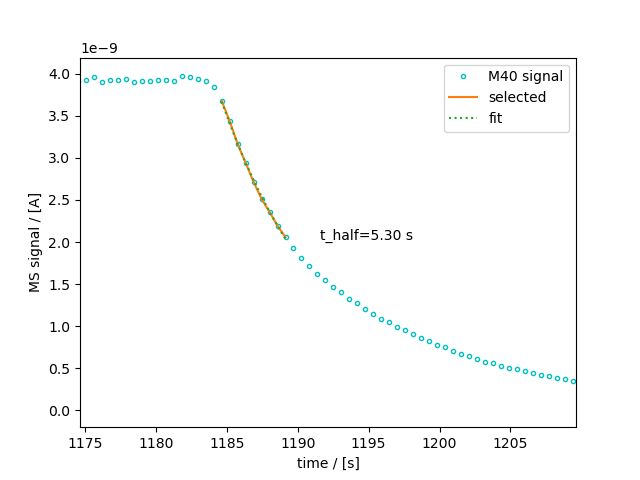 1e−9
4.0
3.5
3.0
2.5
2.0
1.5
1.0
0.5
0.0
MS signal / [A]
M40 signal
selected
fit
t_half=5.30 s
1175 1180 1185 1190 1195 1200 1205
time / [s]